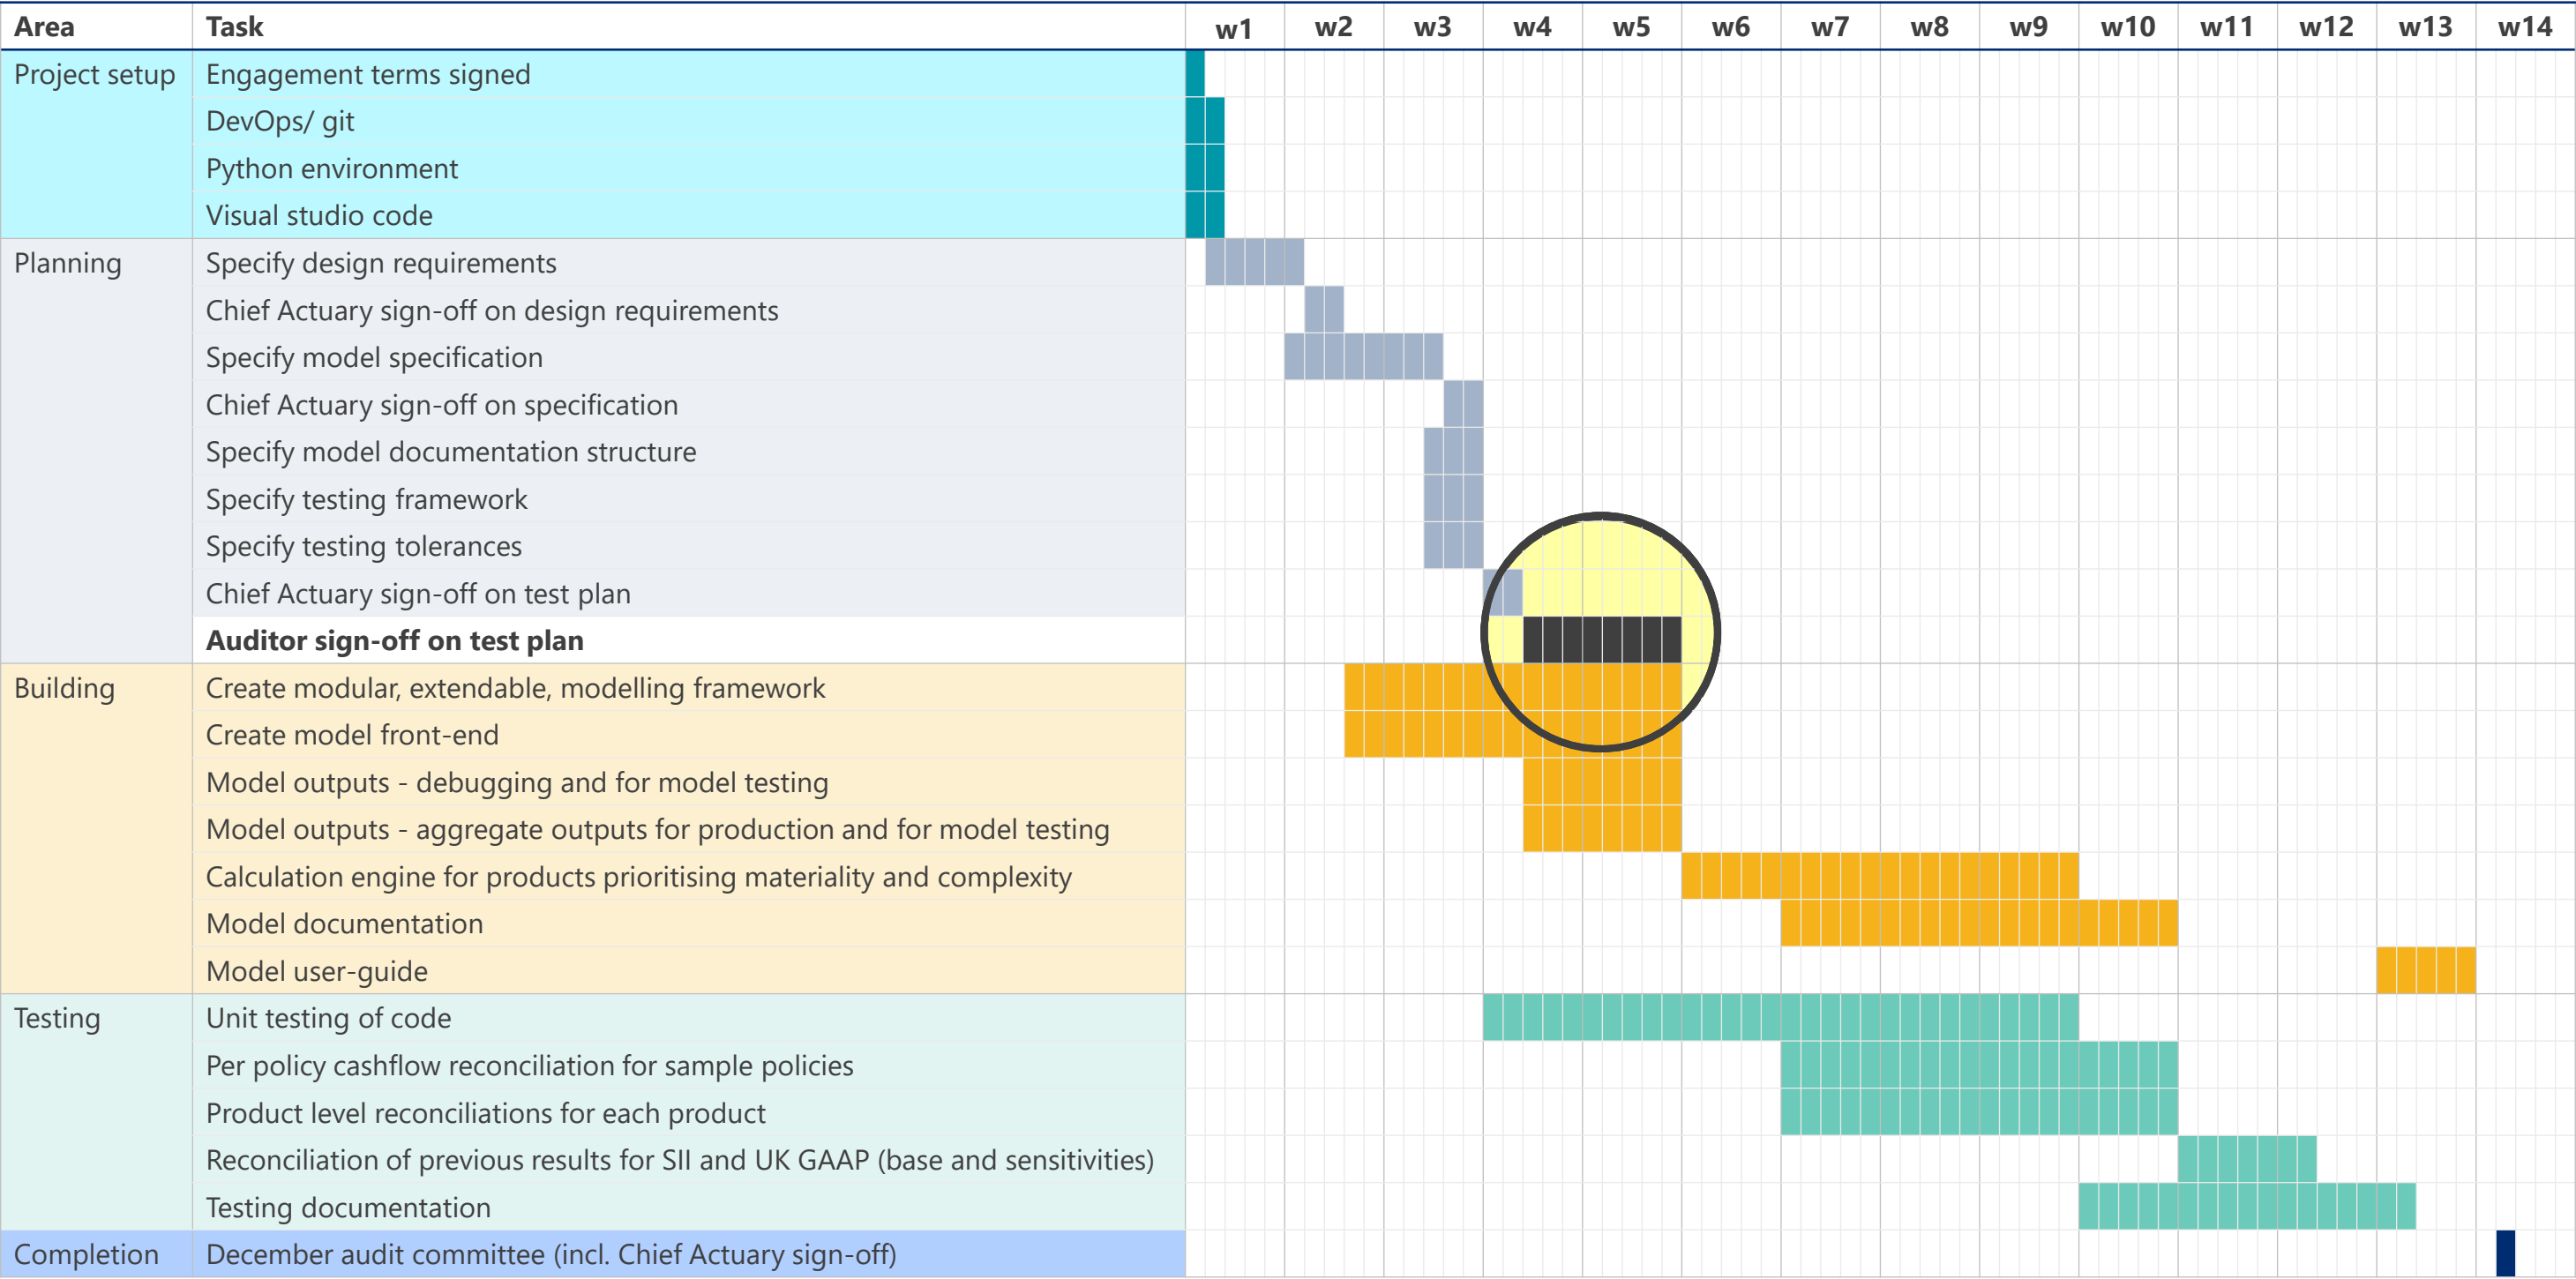 Area Task w1 w2 w3 w4 w5 w6 w7 w8 w9 w10 w11 w12 w13 w14
Project setup Engagement terms signed
DevOps/ git
Python environment
Visual studio code
Planning Specify design requirements
Chief Actuary sign-off on design requirements
Specify model specification
Chief Actuary sign-off on specification
Specify model documentation structure
Specify testing framework
Specify testing tolerances
Chief Actuary sign-off on test plan
Auditor sign-off on test plan
Building Create modular, extendable, modelling framework
Create model front-end
Model outputs - debugging and for model testing
Model outputs - aggregate outputs for production and for model testing
Calculation engine for products prioritising materiality and complexity
Model documentation
Model user-guide
Testing Unit testing of code
Per policy cashflow reconciliation for sample policies
Product level reconciliations for each product
Reconciliation of previous results for SII and UK GAAP (base and sensitivities)
Testing documentation
Completion December audit committee (incl. Chief Actuary sign-off)